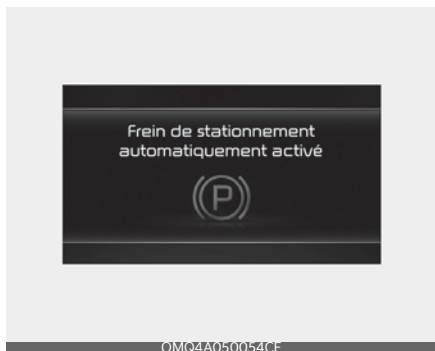 Frein de stationnement
automatiquement activé
P
OMQ4A050054CF